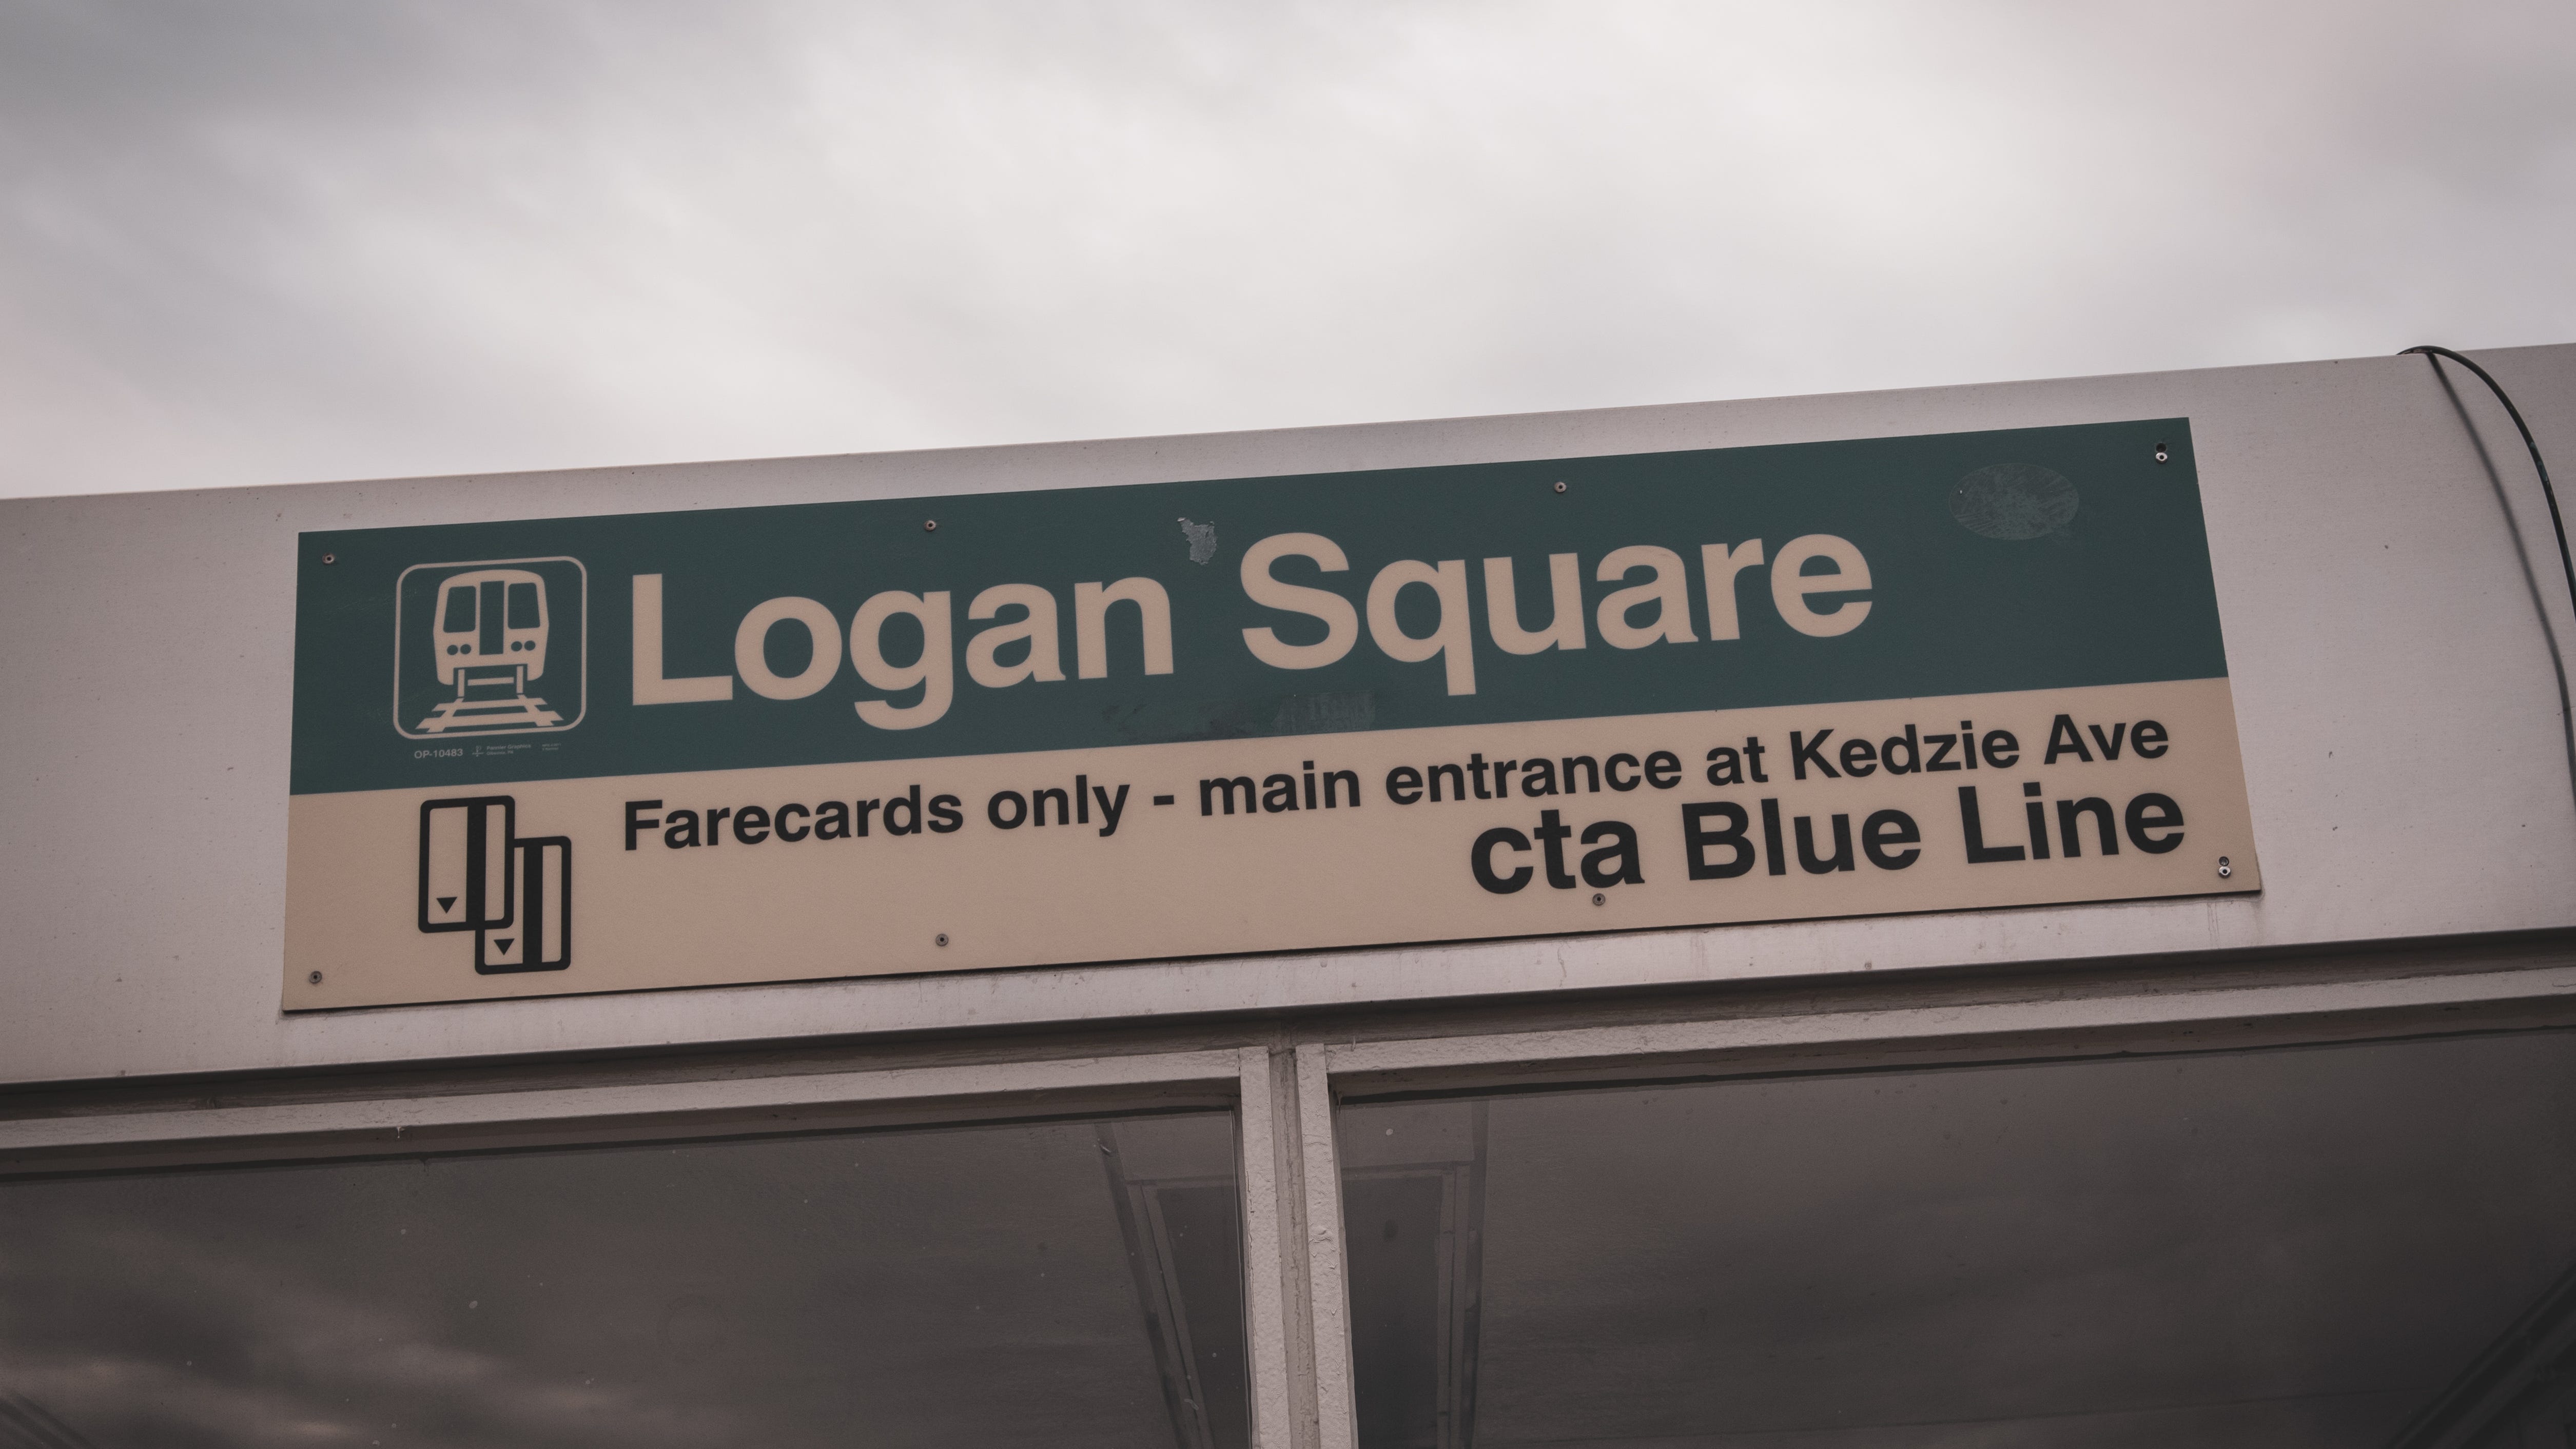 Logan Square
OP-10483
Farecards only - main entrance at Kedzie Ave
cta Blue Line